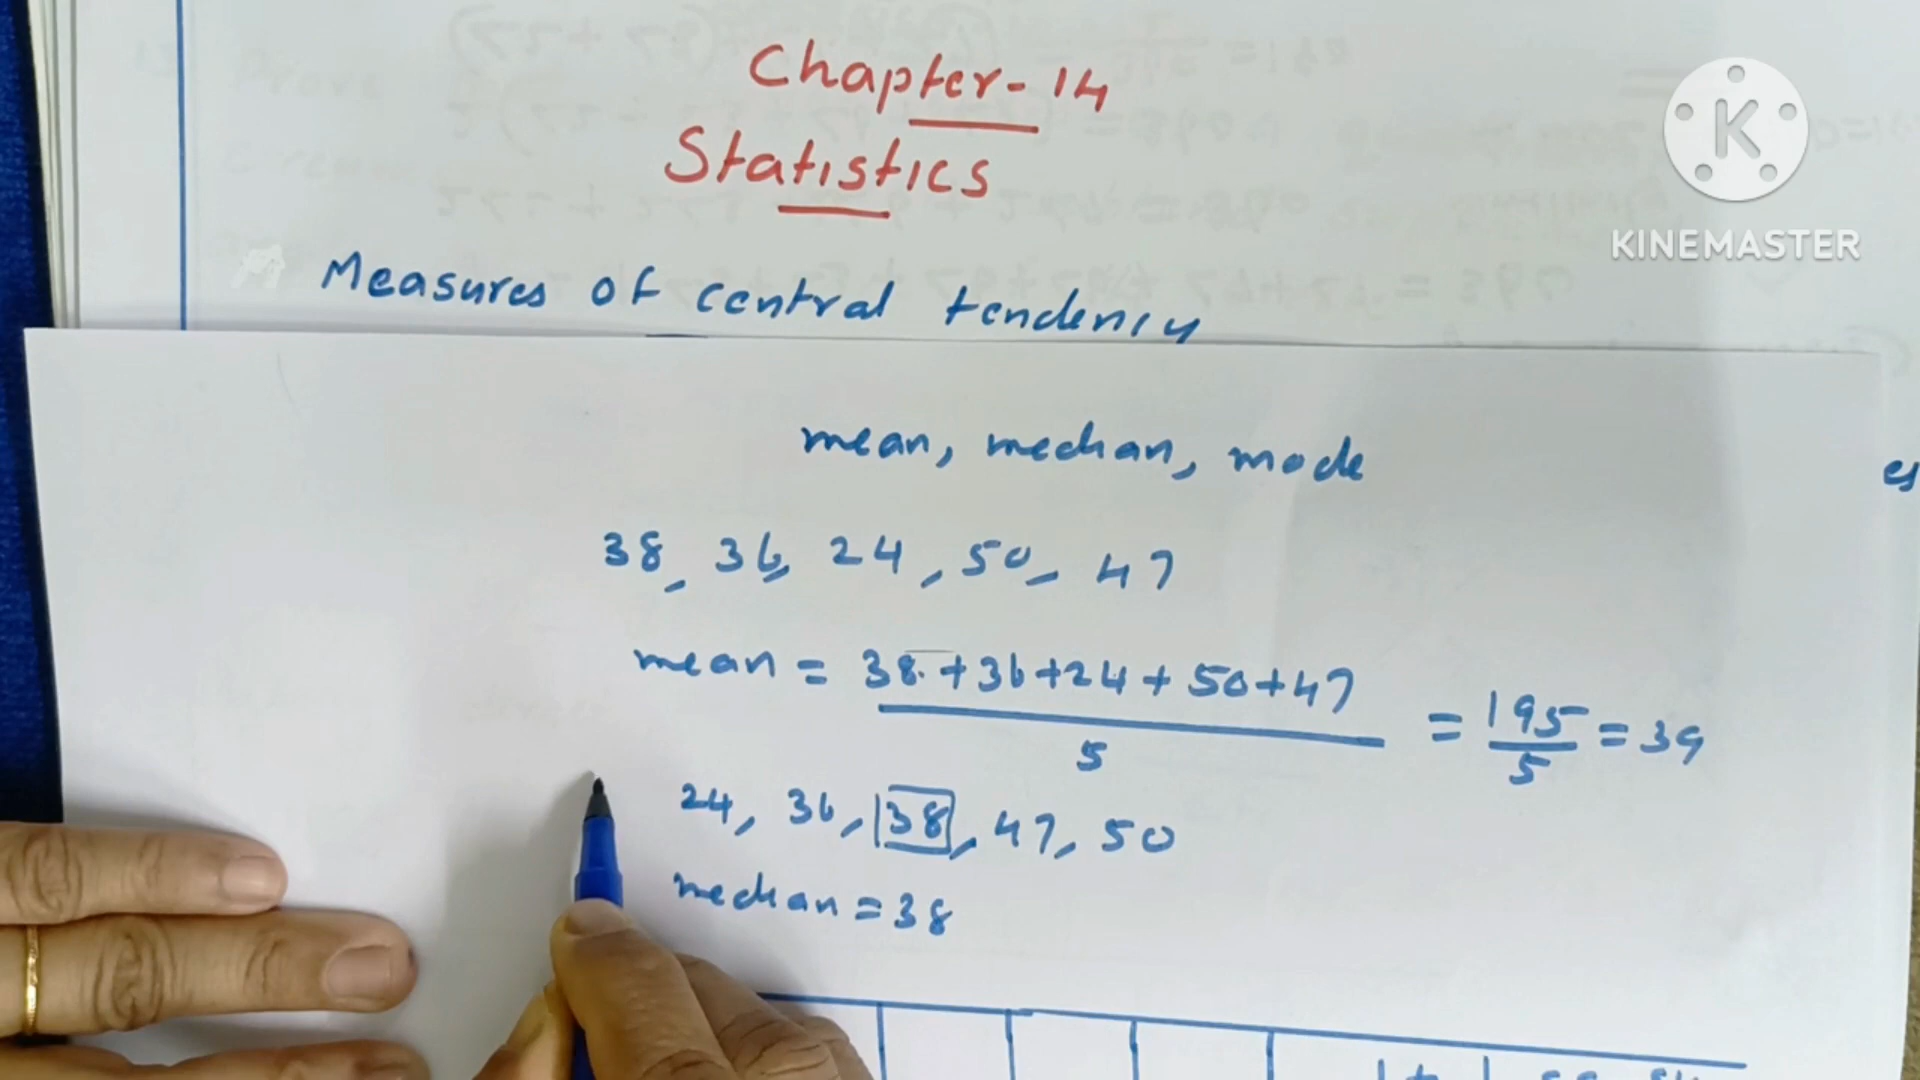 Chapter-14
Statistics
K
KINEMASTER
Measures of central tendency
mean, median, mode
38, 36, 24, 50, 47
mean = 38+36+24+50+47 / 5 = 195/5 = 39
24, 36, 38, 47, 50
median = 38